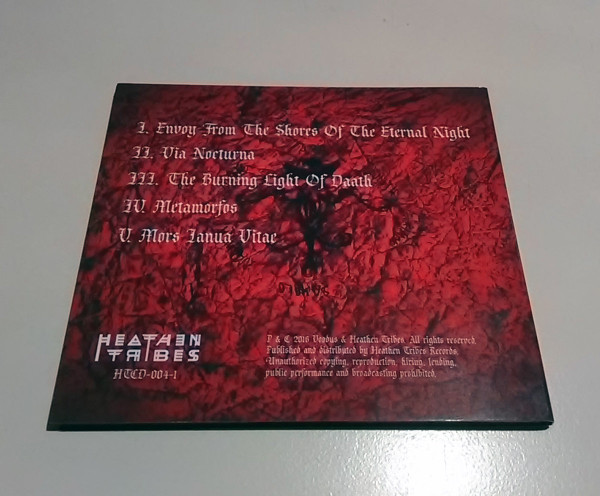 I. Envoy From The Shores Of The Eternal Night
II. Via Nocturna
III. The Burning Light Of Daath
IV. Metamorfos
V. Mors Ianua Vitae
HEATHEN
TRIBES
HTCD-004-1
P & C 2016 Veodus & Heathen Tribes. All rights reserved.
Published and distributed by Heathen Tribes Records.
Unauthorized copying, reproduction, hiring, lending,
public performance and broadcasting prohibited.